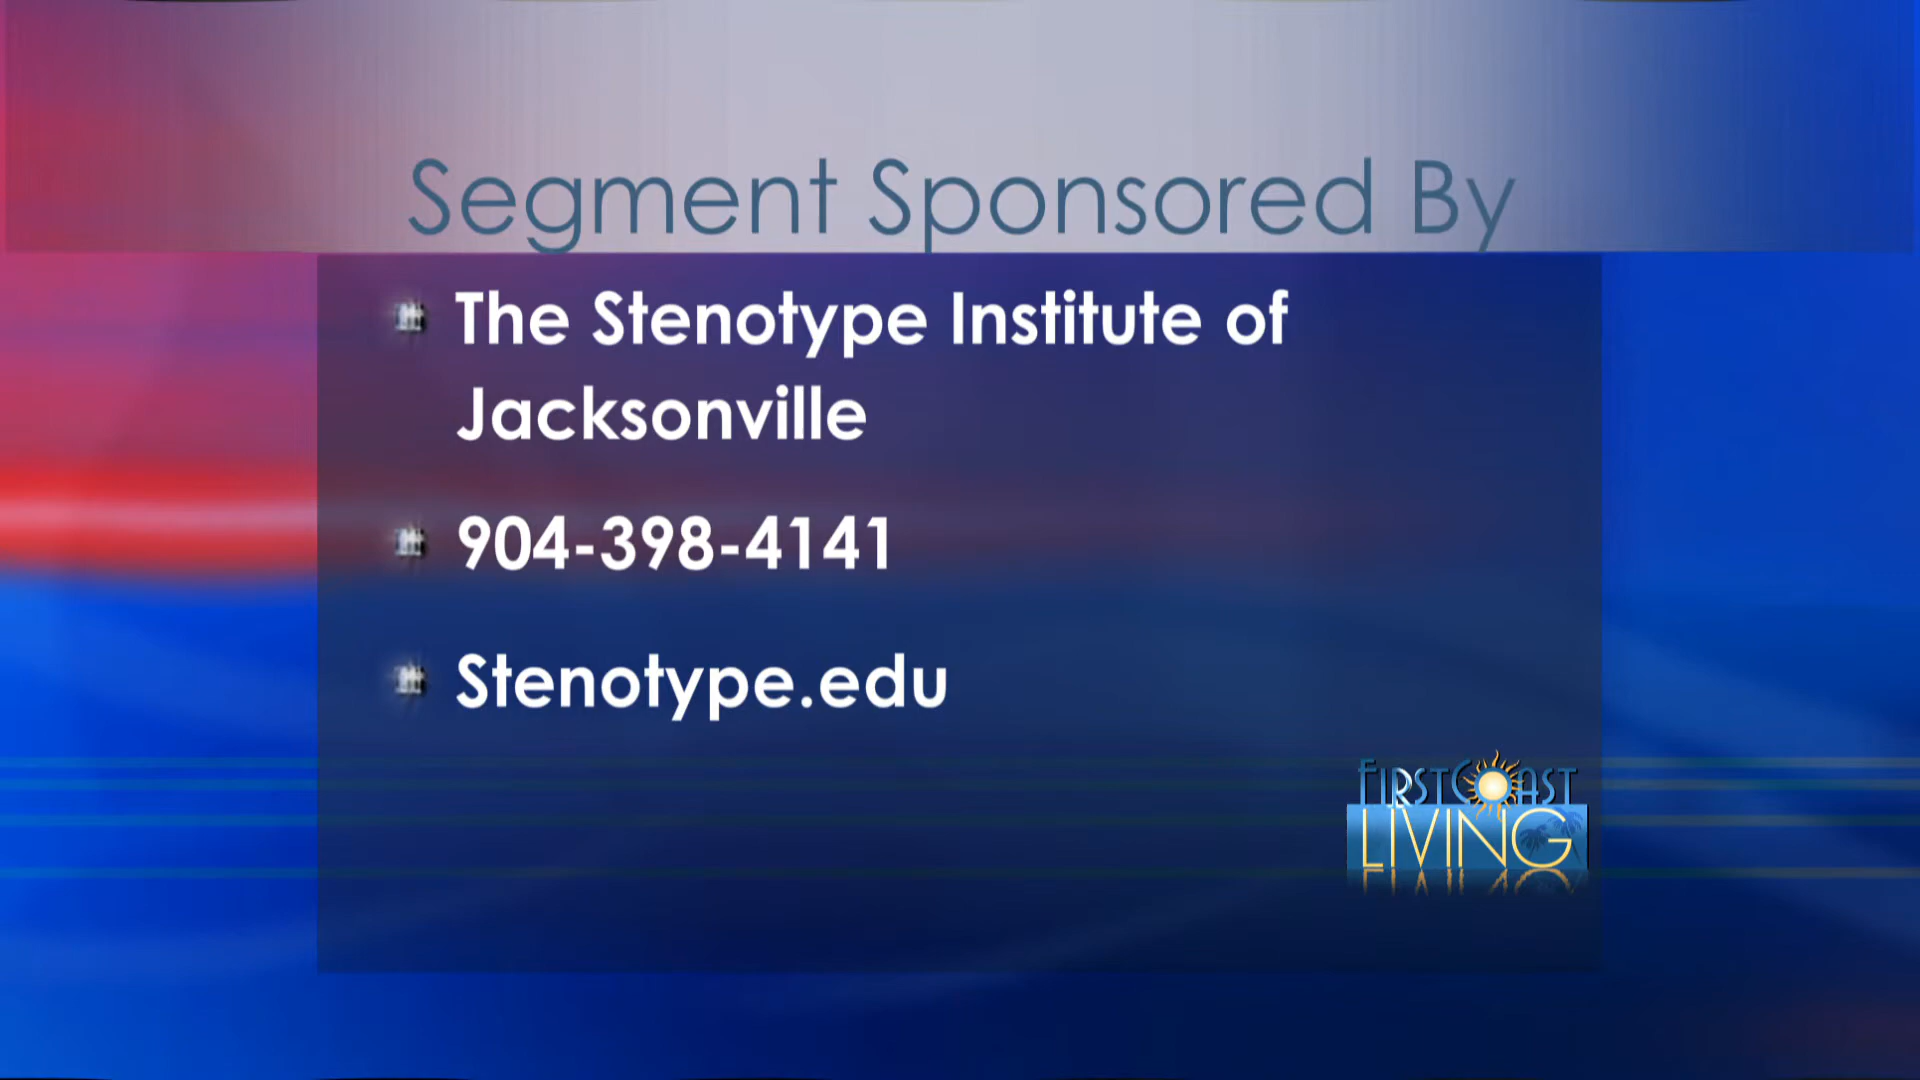 Segment Sponsored By
The Stenotype Institute of
Jacksonville
904-398-4141
Stenotype.edu
FIRST COAST
LIVING